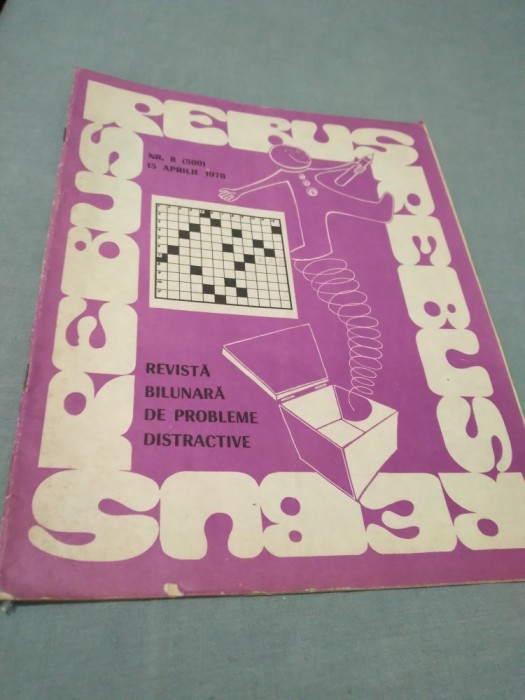 REBUS
NR. 8 (500)
15 APRILIE 1978
REBUS
REBUS
REVISTĂ
BILUNARĂ
DE PROBLEME
DISTRACTIVE
REBUS